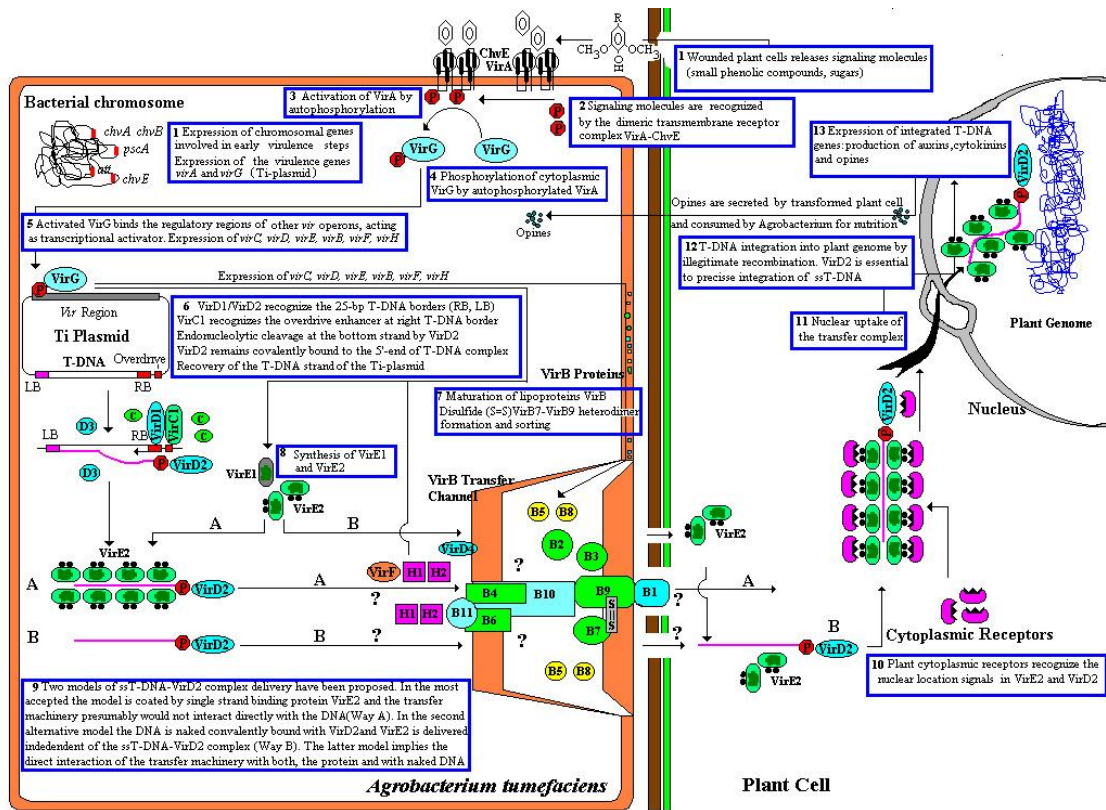 R
CH3O
OCH3
OH
ChvE
VirA
P
P
1 Wounded plant cells releases signaling molecules
(small phenolic compounds, sugars)
Bacterial chromosome
chvA chvB
pscA
att
chvE
1 Expression of chromosomal genes
involved in early virulence steps
Expression of the virulence genes
virA and virG (Ti-plasmid)
3 Activation of VirA by
autophosphorylation
P
P
2 Signaling molecules are recognized
by the dimeric transmembrane receptor
complex VirA-ChvE
VirG
P
VirG
4 Phosphorylation of cytoplasmic
VirG by autophosphorylated VirA
13 Expression of integrated T-DNA
genes: production of auxins, cytokinins
and opines
VirD2
P
5 Activated VirG binds the regulatory regions of other vir operons, acting
as transcriptional activator. Expression of virC, virD, virE, virB, virF, virH
Opines
Opines are secreted by transformed plant cell
and consumed by Agrobacterium for nutrition
12 T-DNA integration into plant genome by
illegitimate recombination. VirD2 is essential
to precise integration of ssT-DNA
VirG
P
Expression of virC, virD, virE, virB, virF, virH
Vir Region
Ti Plasmid
T-DNA
Overdrive
LB
RB
6 VirD1/VirD2 recognize the 25-bp T-DNA borders (RB, LB)
VirC1 recognizes the overdrive enhancer at right T-DNA border
Endonucleolytic cleavage at the bottom strand by VirD2
VirD2 remains covalently bound to the 5'-end of T-DNA complex
Recovery of the T-DNA strand of the Ti-plasmid
11 Nuclear uptake of
the transfer complex
Plant Genome
Nucleus
VirB Proteins
7 Maturation of lipoproteins VirB
Disulfide (S=S)VirB7-VirB9 heterodimer
formation and sorting
D3
C
VirD1
VirC1
C
C
LB
RB
P
VirD2
D3
8 Synthesis of VirE1
and VirE2
VirE1
VirE2
VirB Transfer
Channel
VirD2
P
VirE2
B5
B8
B2
B3
VirE2
A
B
VirD4
VirE2
A
P
VirD2
A
?
VirF
H1
H2
?
B4
B10
B9
B1
?
A
H1
H2
B11
B6
S=S
B7
?
B
P
VirD2
B
?
?
B5
B8
P
B
VirD2
VirE2
Cytoplasmic Receptors
10 Plant cytoplasmic receptors recognize the
nuclear location signals in VirE2 and VirD2
9 Two models of ssT-DNA-VirD2 complex delivery have been proposed. In the most
accepted the model is coated by single strand binding protein VirE2 and the transfer
machinery presumably would not interact directly with the DNA(Way A). In the second
alternative model the DNA is naked convalently bound with VirD2and VirE2 is delivered
indedendent of the ssT-DNA-VirD2 complex (Way B). The latter model implies the
direct interaction of the transfer machinery with both, the protein and with naked DNA
Agrobacterium tumefaciens
Plant Cell